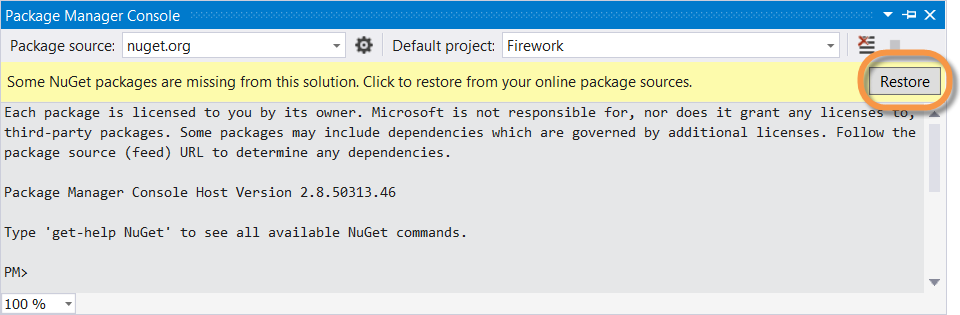 Package Manager Console
Package source: nuget.org Default project: Firework
Some NuGet packages are missing from this solution. Click to restore from your online package sources. Restore
Each package is licensed to you by its owner. Microsoft is not responsible for, nor does it grant any licenses to,
third-party packages. Some packages may include dependencies which are governed by additional licenses. Follow the
package source (feed) URL to determine any dependencies.
Package Manager Console Host Version 2.8.50313.46
Type 'get-help NuGet' to see all available NuGet commands.
PM>
100 %